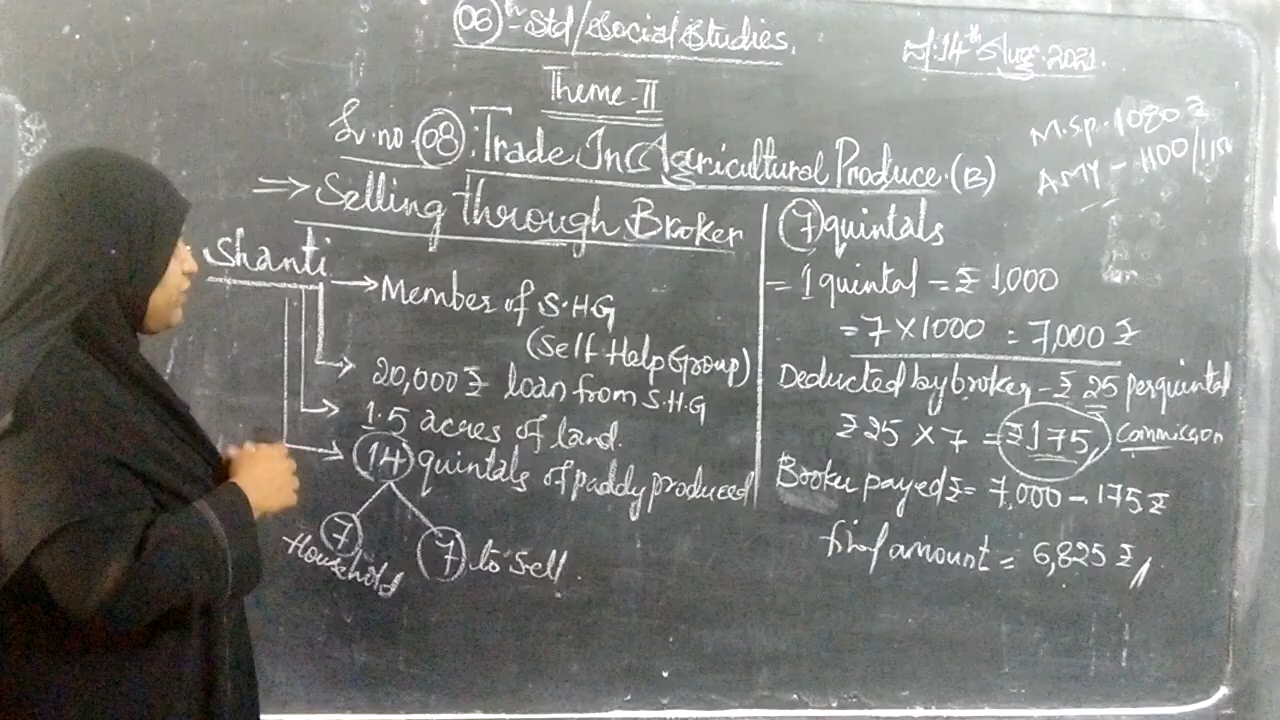 06th Std/Social Studies.
Dt: 14th Aug. 2021.
Theme-II
Lr.no.08: Trade In Agricultural Produce.(B)
M.s.p. 1080 ₹
AMY - 1100/1150
⇒ Selling through Broker
Shanti → Member of S.H.G
(Self Help Group)
20,000 ₹ loan from S.H.G
1.5 acres of land.
14 quintals of paddy produced
7 Household
7 to sell.
7 quintals
= 1 quintal = ₹ 1,000
= 7 × 1000 = 7,000 ₹
Deducted by broker - ₹ 25 per quintal
₹ 25 × 7 = ₹ 175, Commission
Broker payed ₹ = 7,000 - 175 ₹
final amount = 6,825 ₹/